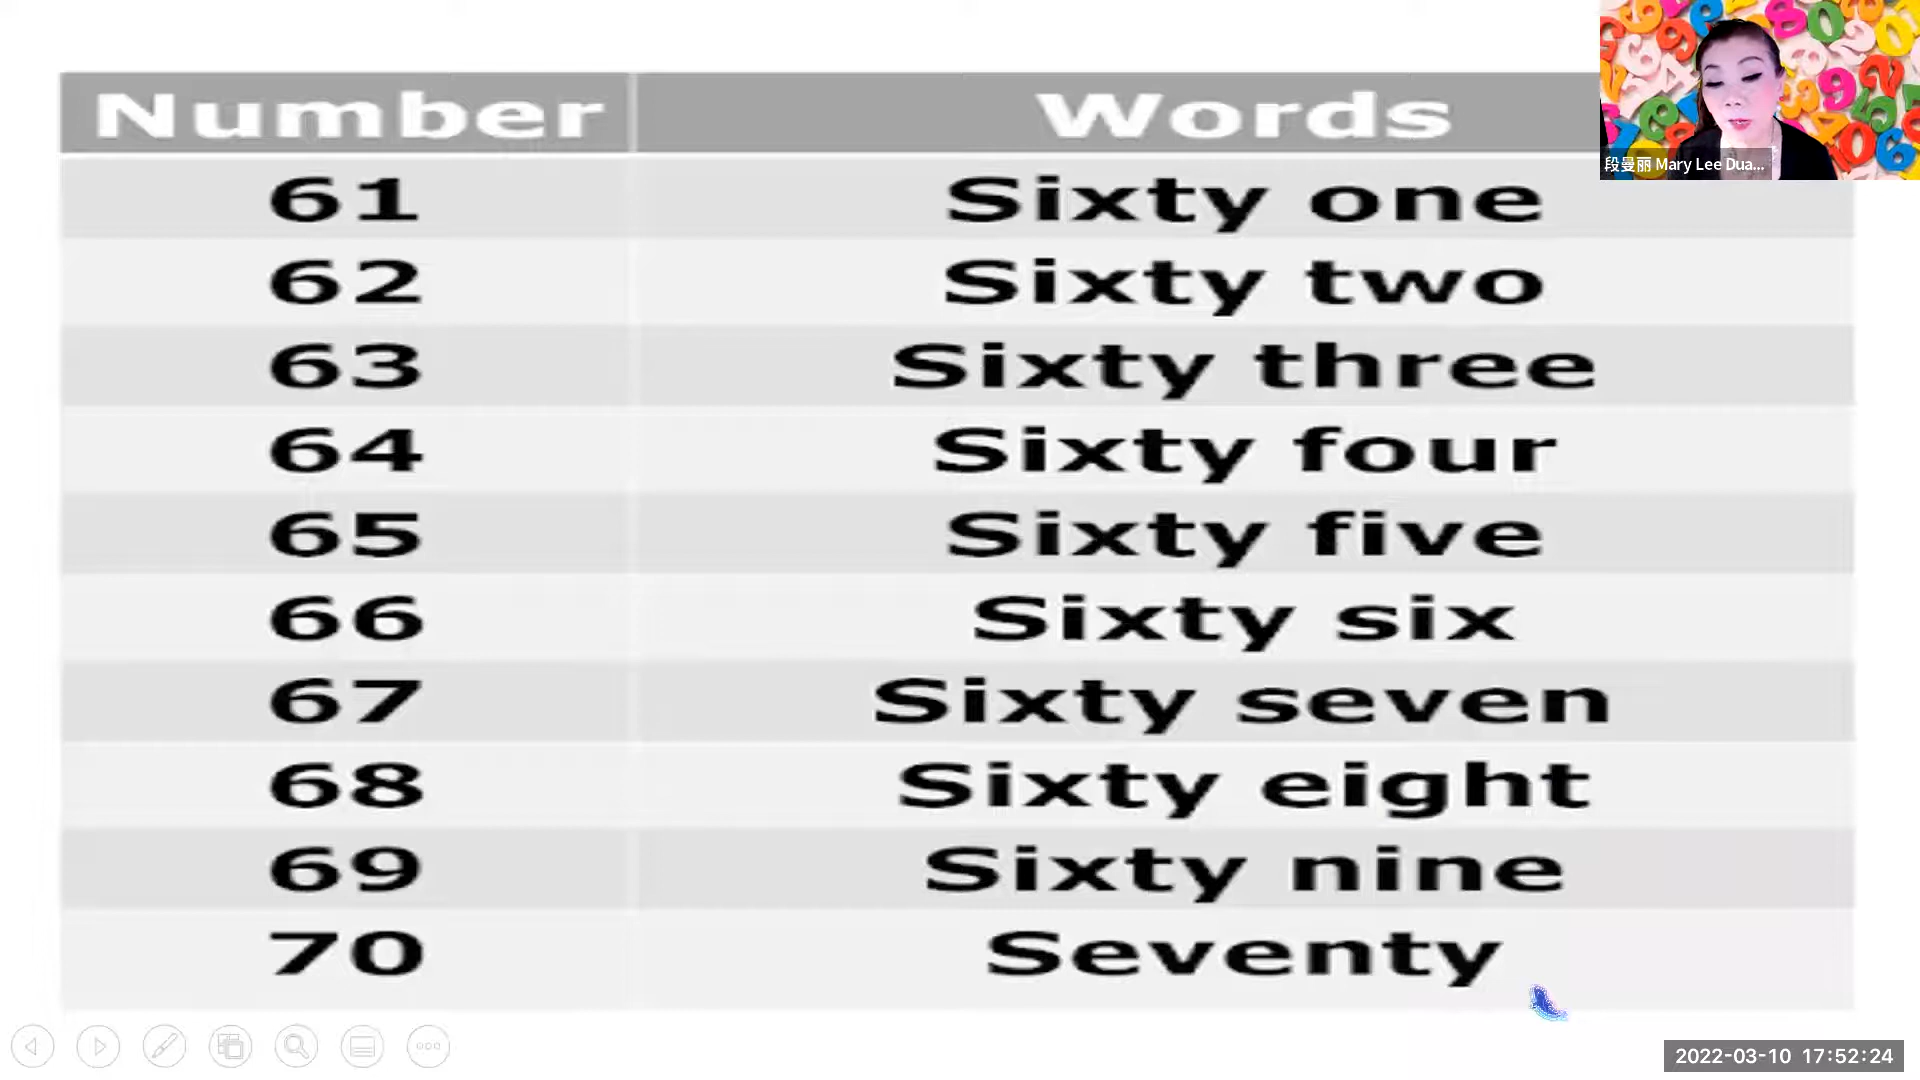 Number Words
61 Sixty one
62 Sixty two
63 Sixty three
64 Sixty four
65 Sixty five
66 Sixty six
67 Sixty seven
68 Sixty eight
69 Sixty nine
70 Seventy
段曼丽 Mary Lee Dua...
2022-03-10 17:52:24